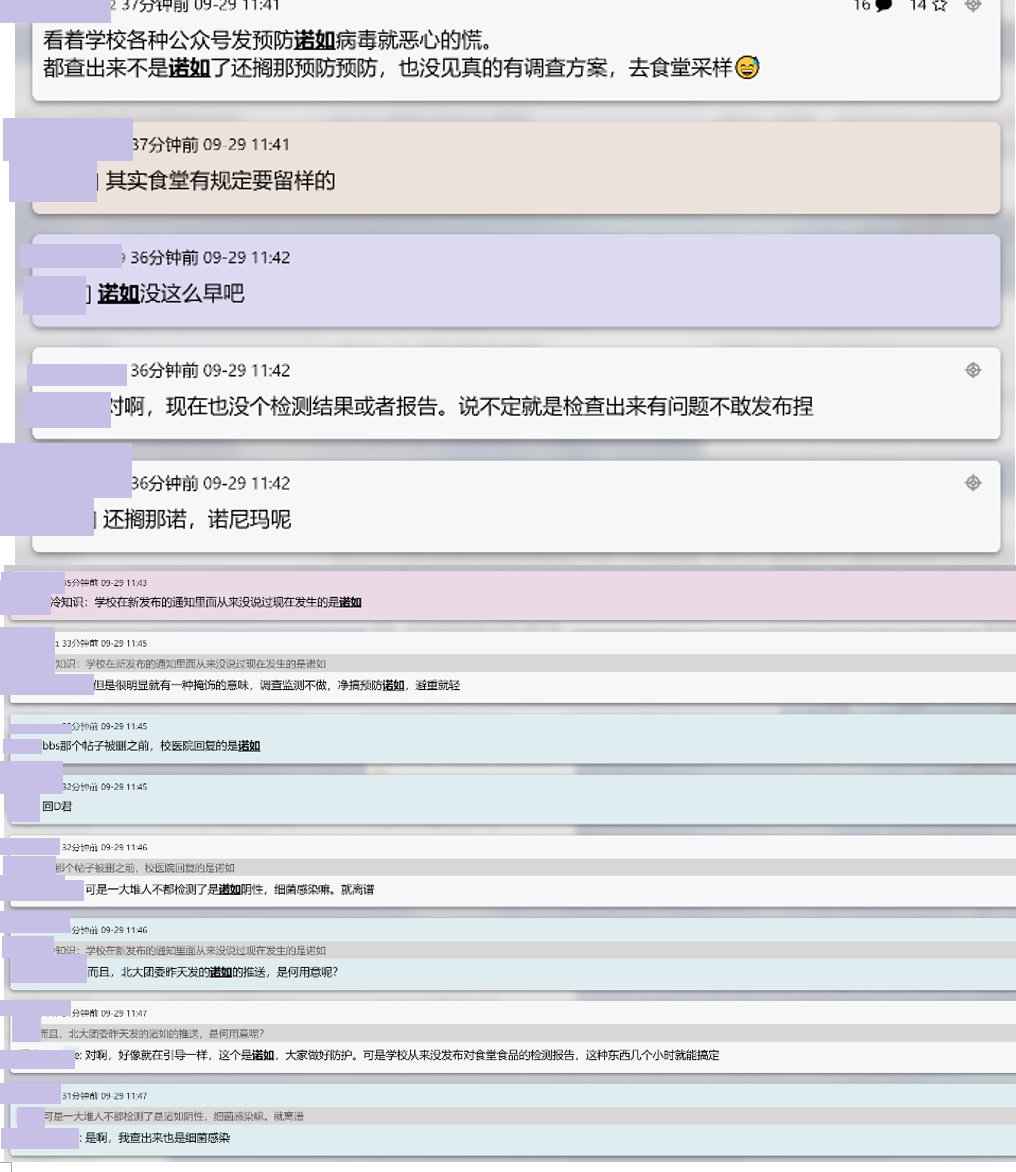 2 37分钟前 09-29 11:41 16 14
看着学校各种公众号发预防诺如病毒就恶心的慌。
都查出来不是诺如了还搁那预防预防，也没见真的有调查方案，去食堂采样😅
37分钟前 09-29 11:41
] 其实食堂有规定要留样的
36分钟前 09-29 11:42
] 诺如没这么早吧
36分钟前 09-29 11:42
对啊，现在也没个检测结果或者报告。说不定就是检查出来有问题不敢发布捏
36分钟前 09-29 11:42
] 还搁那诺，诺尼玛呢
35分钟前 09-29 11:43
冷知识：学校在新发布的通知里面从来没说过现在发生的是诺如
33分钟前 09-29 11:45
知识：学校在新发布的通知里面从来没说过现在发生的是诺如
但是很明显就有一种掩饰的意味，调查监测不做，净搞预防诺如，避重就轻
分钟前 09-29 11:45
bbs那个帖子被删之前，校医院回复的是诺如
32分钟前 09-29 11:45
回D君
32分钟前 09-29 11:46
那个帖子被删之前，校医院回复的是诺如
可是一大堆人不都检测了是诺如阴性，细菌感染嘛。就离谱
分钟前 09-29 11:46
知识：学校在新发布的通知里面从来没说过现在发生的是诺如
而且，北大团委昨天发的诺如的推送，是何用意呢？
分钟前 09-29 11:47
而且，北大团委昨天发的诺如的推送，是何用意呢？
e: 对啊，好像就在引导一样，这个是诺如，大家做好防护。可是学校从来没发布对食堂食品的检测报告，这种东西几个小时就能搞定
31分钟前 09-29 11:47
可是一大堆人不都检测了是诺如阴性，细菌感染嘛。就离谱
: 是啊，我查出来也是细菌感染